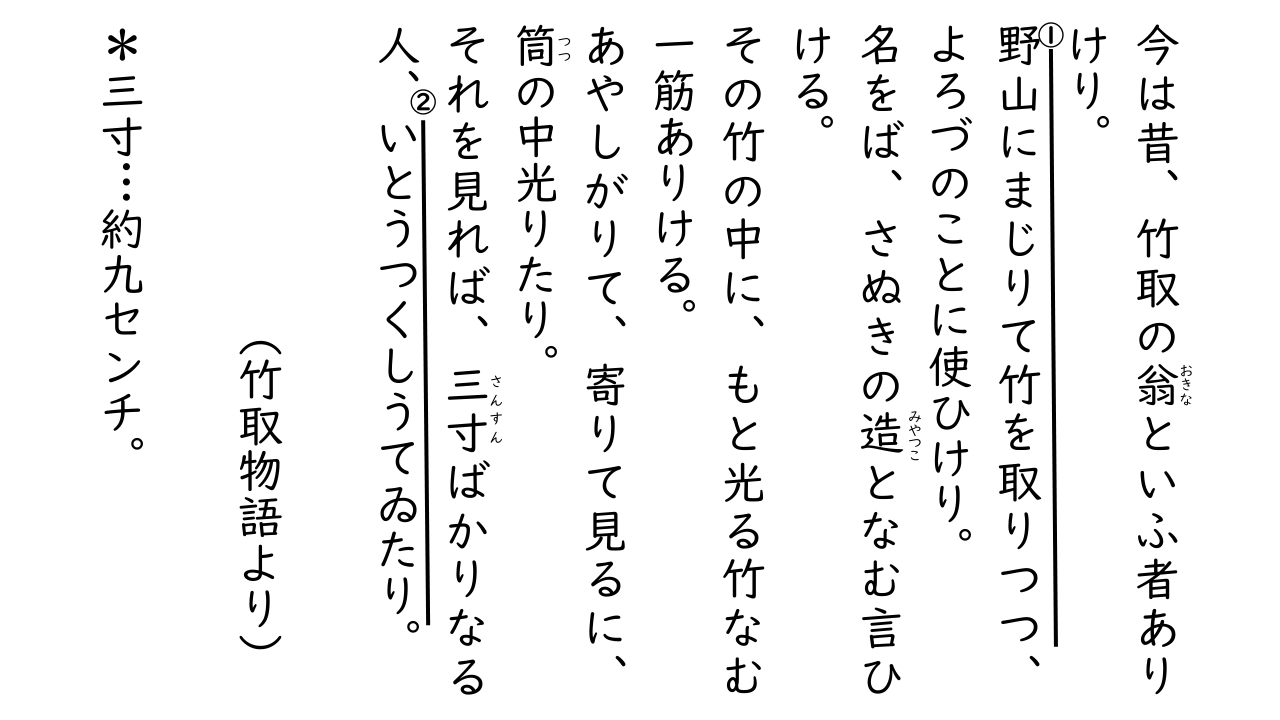 今は昔、竹取の翁といふ者あり
おきな
けり。
①野山にまじりて竹を取りつつ、
よろづのことに使ひけり。
名をば、さぬきの造となむ言ひ
みやつこ
ける。
その竹の中に、もと光る竹なむ
一筋ありける。
あやしがりて、寄りて見るに、
筒の中光りたり。
つつ
それを見れば、三寸ばかりなる
さんすん
人、②いとうつくしうてゐたり。
（竹取物語より）
＊三寸…約九センチ。